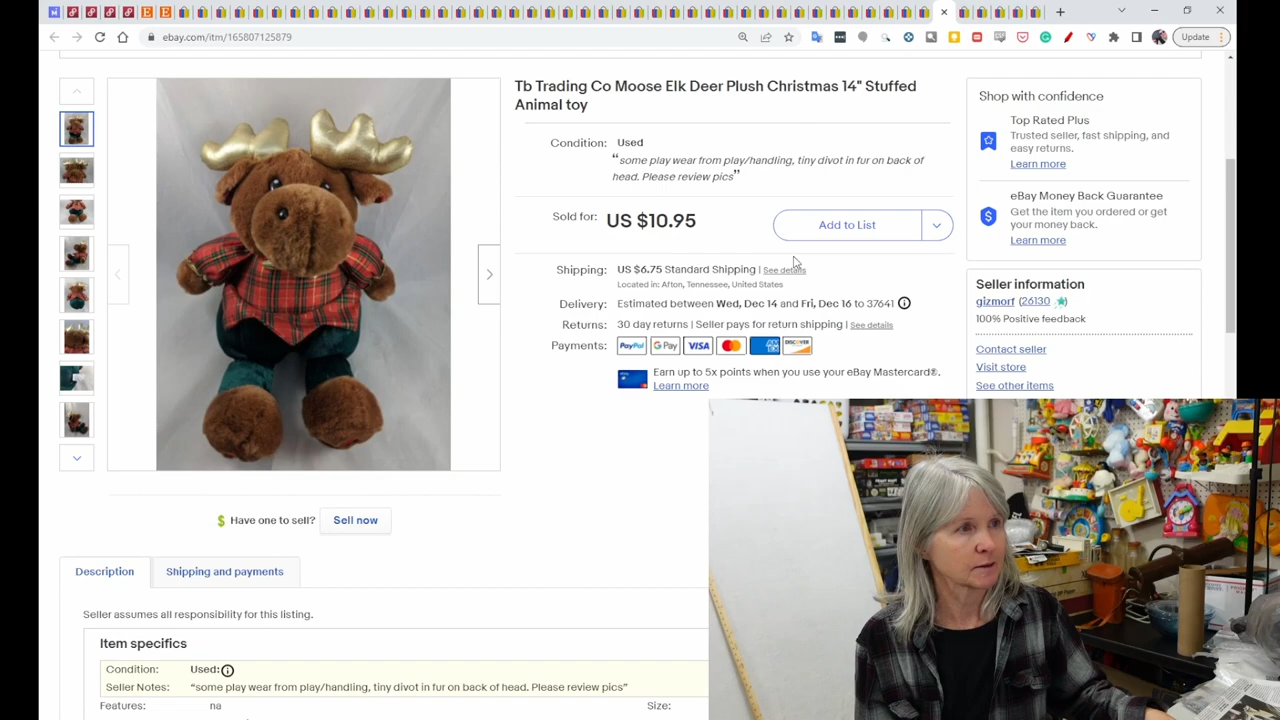 ebay.com/itm/165807125879
Update
Tb Trading Co Moose Elk Deer Plush Christmas 14" Stuffed
Animal toy
Condition: Used
“some play wear from play/handling, tiny divot in fur on back of
head. Please review pics”
Sold for: US $10.95
Add to List
Shipping: US $6.75 Standard Shipping | See details
Located in: Afton, Tennessee, United States
Delivery: Estimated between Wed, Dec 14 and Fri, Dec 16 to 37641
Returns: 30 day returns | Seller pays for return shipping | See details
Payments: PayPal G Pay VISA DISCOVER
Earn up to 5x points when you use your eBay Mastercard®.
Learn more
Shop with confidence
Top Rated Plus
Trusted seller, fast shipping, and
easy returns.
Learn more
eBay Money Back Guarantee
Get the item you ordered or get
your money back.
Learn more
Seller information
gizmorf (26130)
100% Positive feedback
Contact seller
Visit store
See other items
$ Have one to sell? Sell now
Description
Shipping and payments
Seller assumes all responsibility for this listing.
Item specifics
Condition: Used:
Seller Notes: “some play wear from play/handling, tiny divot in fur on back of head. Please review pics”
Features: na
Size: